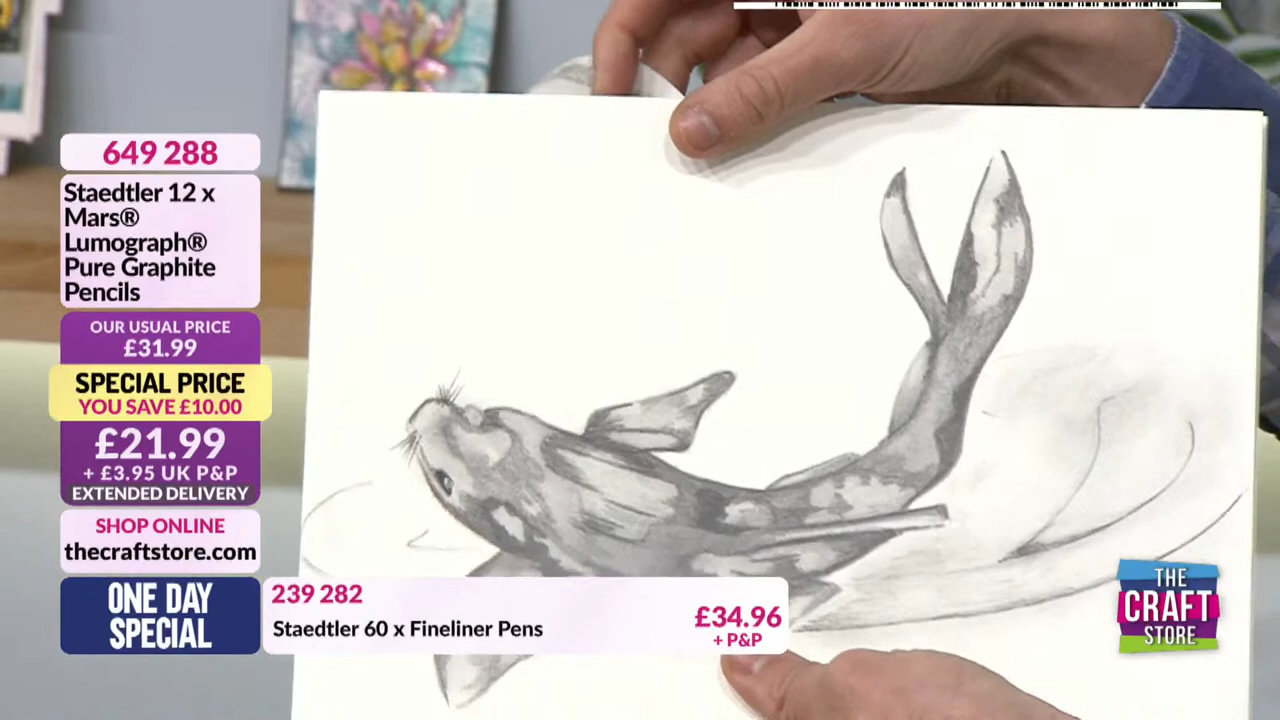 649 288
Staedtler 12 x
Mars®
Lumograph®
Pure Graphite
Pencils
OUR USUAL PRICE
£31.99
SPECIAL PRICE
YOU SAVE £10.00
£21.99
+ £3.95 UK P&P
EXTENDED DELIVERY
SHOP ONLINE
thecraftstore.com
ONE DAY
SPECIAL
239 282
Staedtler 60 x Fineliner Pens
£34.96
+ P&P
THE
CRAFT
STORE